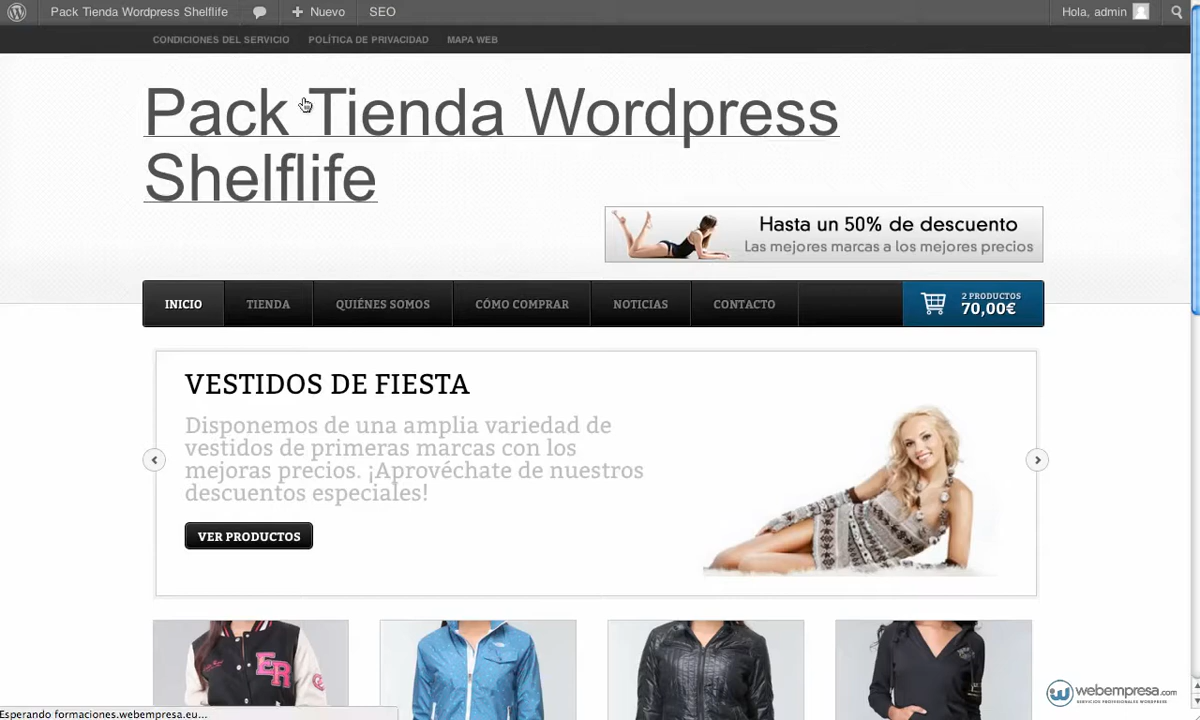 Pack Tienda Wordpress Shelflife
Nuevo
SEO
Hola, admin
CONDICIONES DEL SERVICIO
POLÍTICA DE PRIVACIDAD
MAPA WEB
Pack Tienda Wordpress
Shelflife
Hasta un 50% de descuento
Las mejores marcas a los mejores precios
INICIO
TIENDA
QUIÉNES SOMOS
CÓMO COMPRAR
NOTICIAS
CONTACTO
2 PRODUCTOS
70,00€
VESTIDOS DE FIESTA
Disponemos de una amplia variedad de
vestidos de primeras marcas con los
mejoras precios. ¡Aprovéchate de nuestros
descuentos especiales!
VER PRODUCTOS
ER
Esperando formaciones.webempresa.eu...
webempresa.com
SERVICIOS PROFESIONALES WORDPRESS